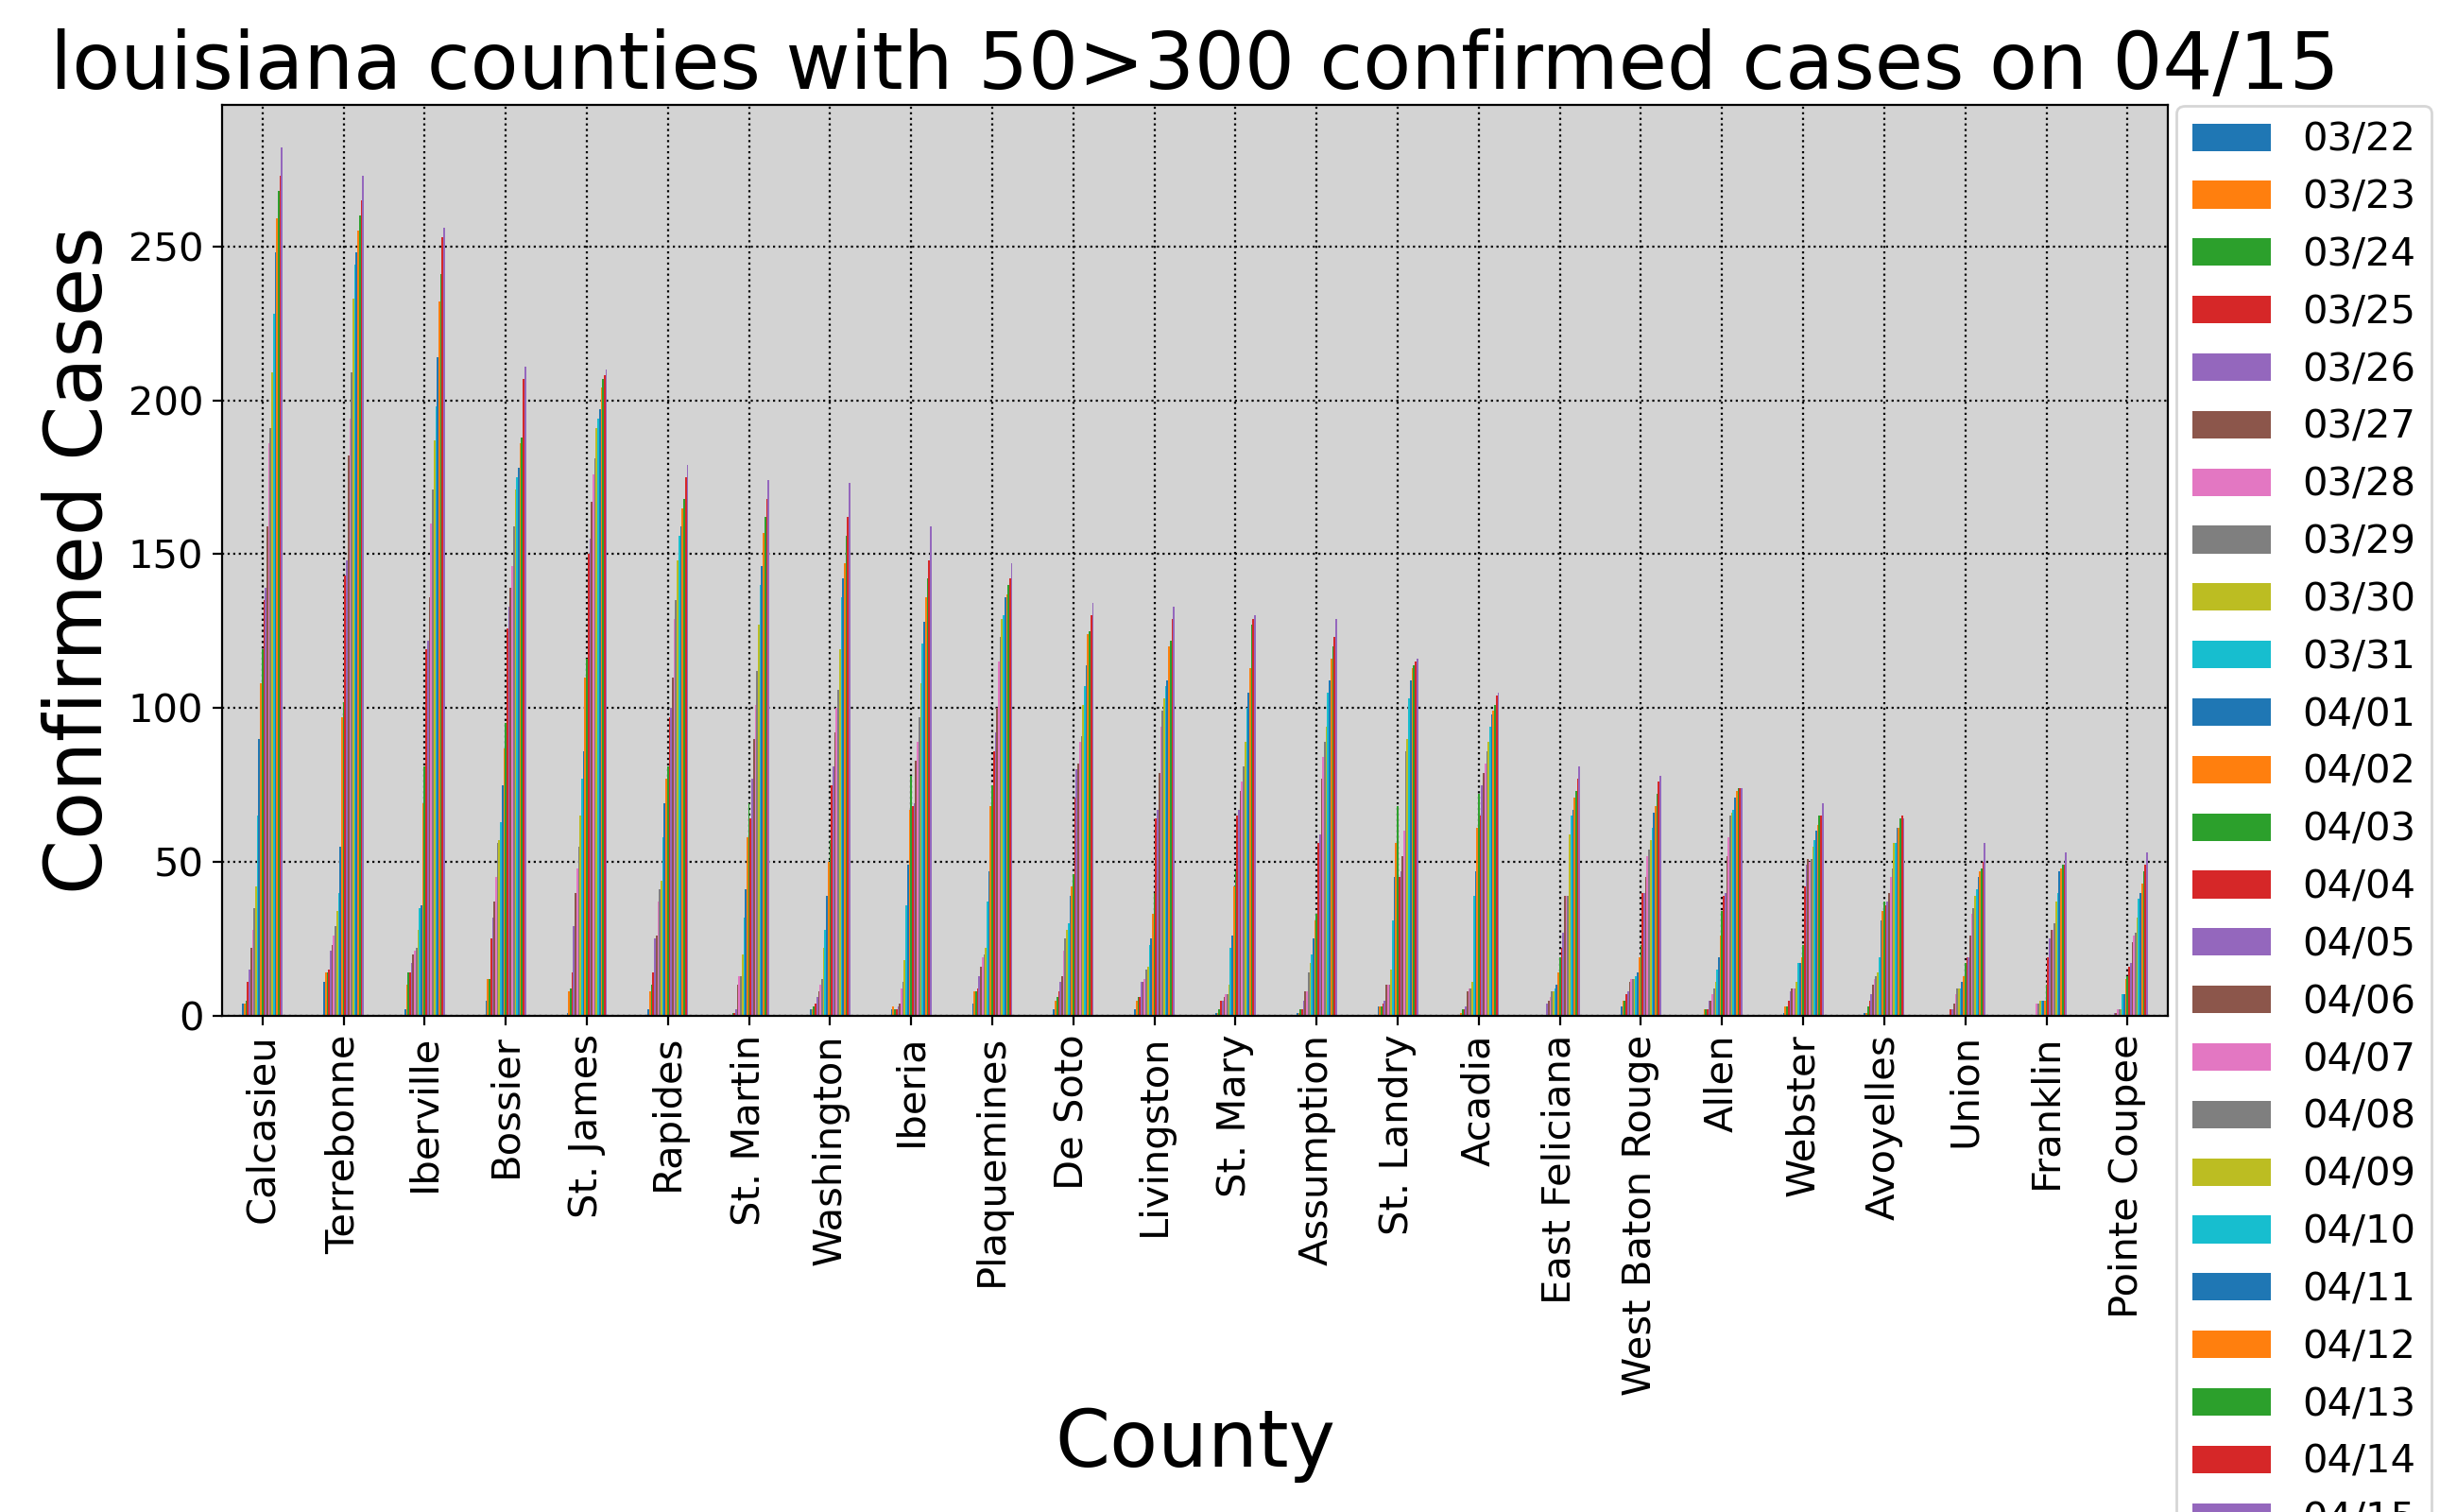 louisiana counties with 50>300 confirmed cases on 04/15
Confirmed Cases
250
200
150
100
50
0
Calcasieu
Terrebonne
Iberville
Bossier
St. James
Rapides
St. Martin
Washington
Iberia
Plaquemines
De Soto
Livingston
St. Mary
Assumption
St. Landry
Acadia
East Feliciana
West Baton Rouge
Allen
Webster
Avoyelles
Union
Franklin
Pointe Coupee
County
03/22
03/23
03/24
03/25
03/26
03/27
03/28
03/29
03/30
03/31
04/01
04/02
04/03
04/04
04/05
04/06
04/07
04/08
04/09
04/10
04/11
04/12
04/13
04/14
04/15